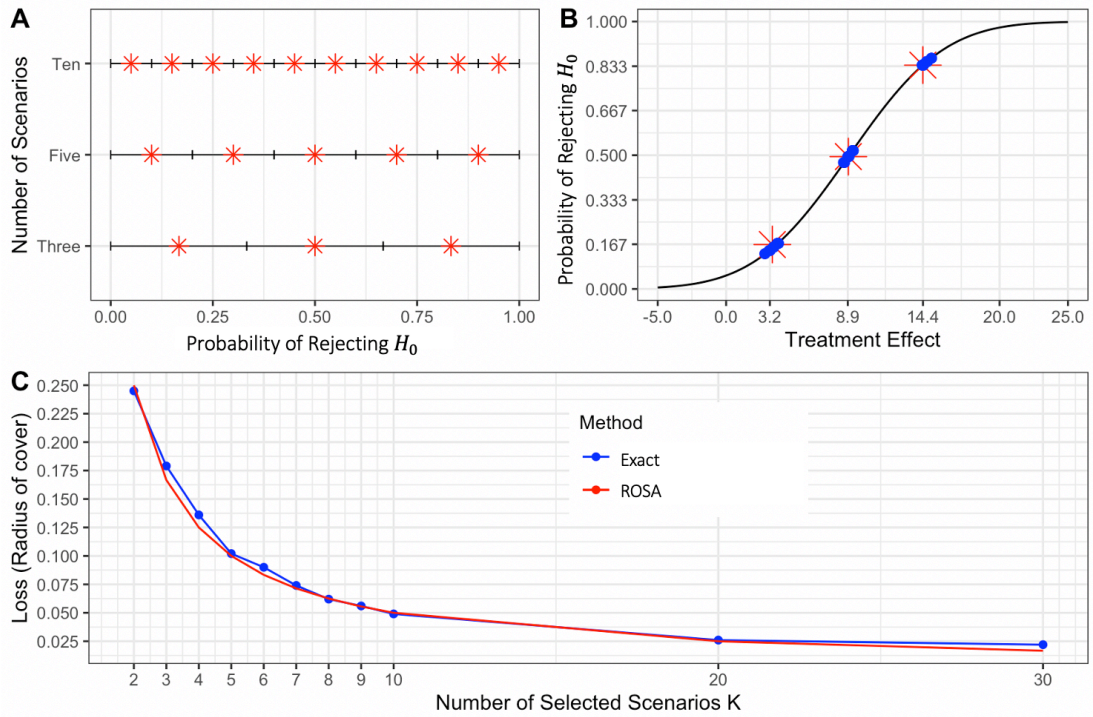 A
Number of Scenarios
Ten
Five
Three
0.00 0.25 0.50 0.75 1.00
Probability of Rejecting H₀
B
Probability of Rejecting H₀
1.000
0.833
0.667
0.500
0.333
0.167
0.000
-5.0 0.0 3.2 8.9 14.4 20.0 25.0
Treatment Effect
C
Loss (Radius of cover)
0.250
0.225
0.200
0.175
0.150
0.125
0.100
0.075
0.050
0.025
Method
Exact
ROSA
2 3 4 5 6 7 8 9 10 20 30
Number of Selected Scenarios K